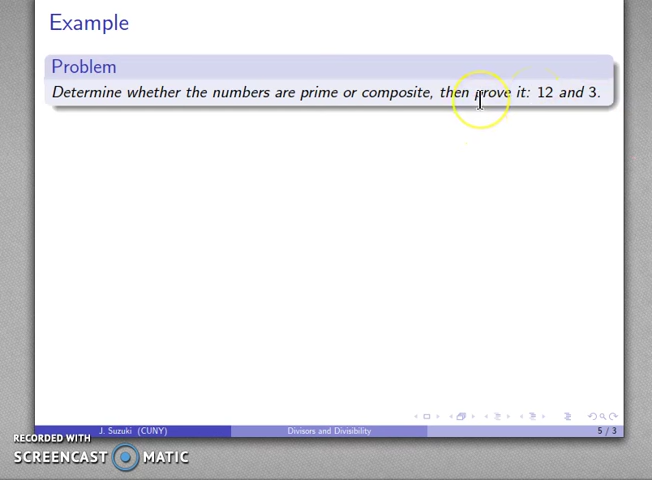 Example
Problem
Determine whether the numbers are prime or composite, then prove it: 12 and 3.
J. Suzuki (CUNY)
Divisors and Divisibility
5 / 3
RECORDED WITH
SCREENCAST MATIC